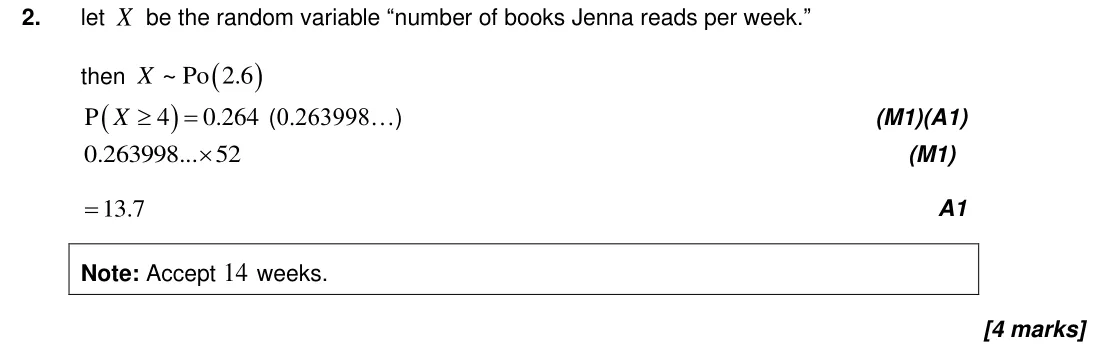 2. let X be the random variable “number of books Jenna reads per week.”
then X ~ Po(2.6)
P(X ≥ 4) = 0.264 (0.263998…) (M1)(A1)
0.263998...×52 (M1)
= 13.7 A1
Note: Accept 14 weeks.
[4 marks]